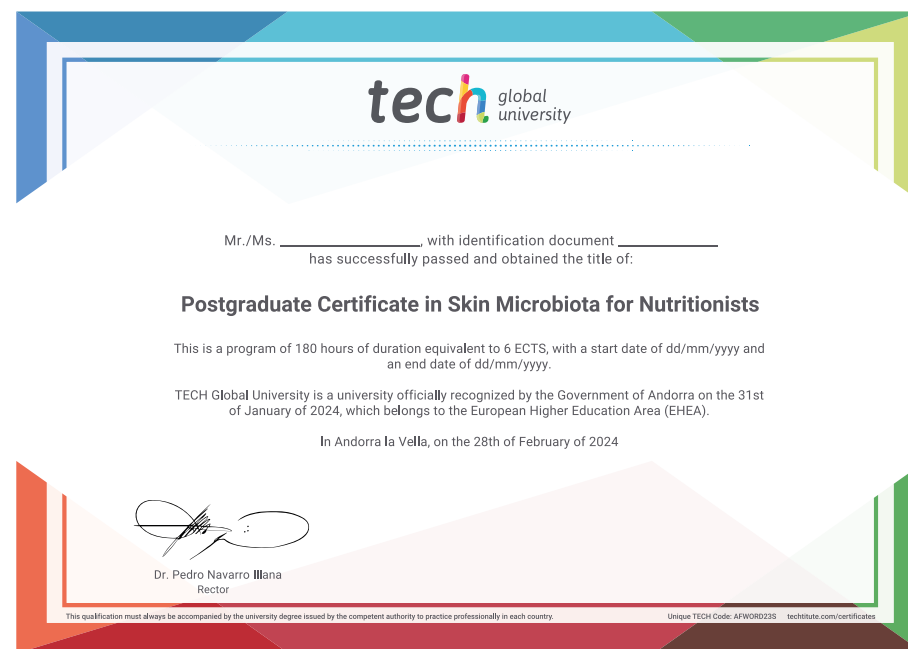 tech global university
Mr./Ms. ____________, with identification document ____________
has successfully passed and obtained the title of:
Postgraduate Certificate in Skin Microbiota for Nutritionists
This is a program of 180 hours of duration equivalent to 6 ECTS, with a start date of dd/mm/yyyy and
an end date of dd/mm/yyyy.
TECH Global University is a university officially recognized by the Government of Andorra on the 31st
of January of 2024, which belongs to the European Higher Education Area (EHEA).
In Andorra la Vella, on the 28th of February of 2024
Dr. Pedro Navarro Illana
Rector
This qualification must always be accompanied by the university degree issued by the competent authority to practice professionally in each country.
Unique TECH Code: AFWORD23S techtitute.com/certificates